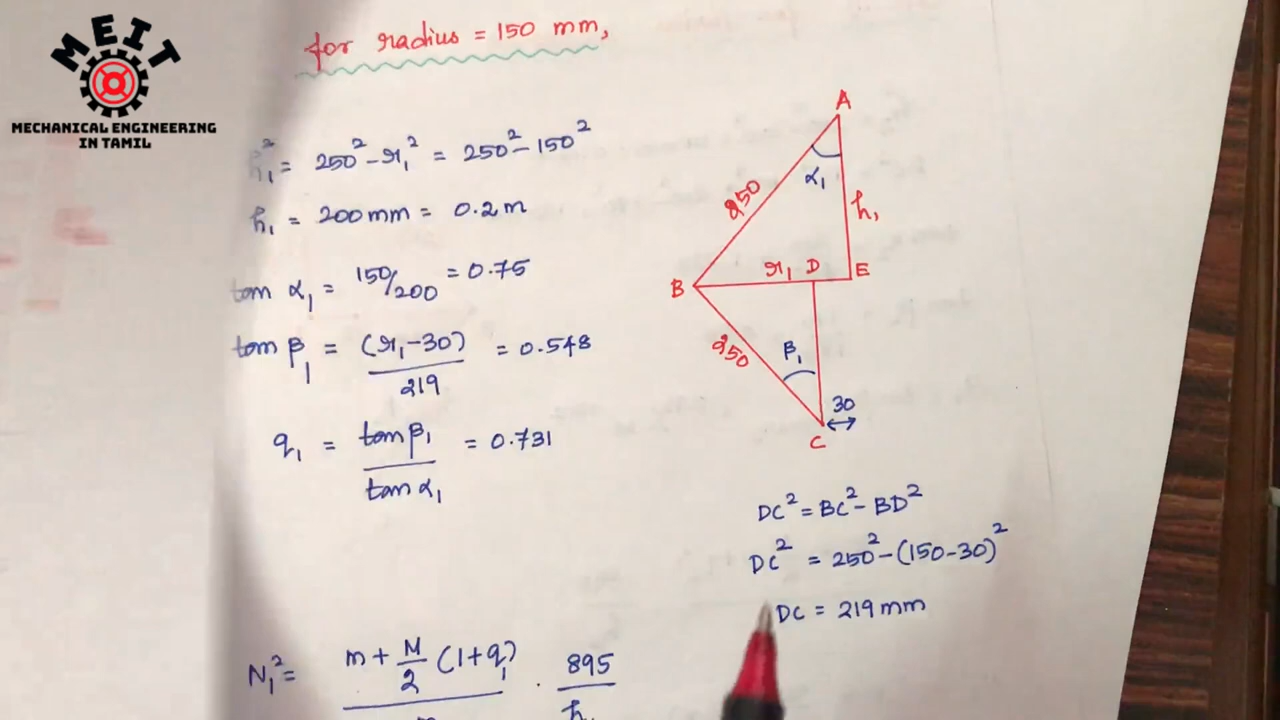 MEIT
MECHANICAL ENGINEERING
IN TAMIL
for radius = 150 mm,
h₁² = 250² - r₁² = 250² - 150²
h₁ = 200 mm = 0.2 m
tan α₁ = 150/200 = 0.75
tan β₁ = (r₁-30)/219 = 0.548
q₁ = tan β₁/tan α₁ = 0.731
N₁² = m + M/2 (1+q₁) . 895/h₁
A
α₁
250
h₁
B
r₁ D E
250
β₁
30
C
DC² = BC² - BD²
DC² = 250² - (150-30)²
DC = 219 mm